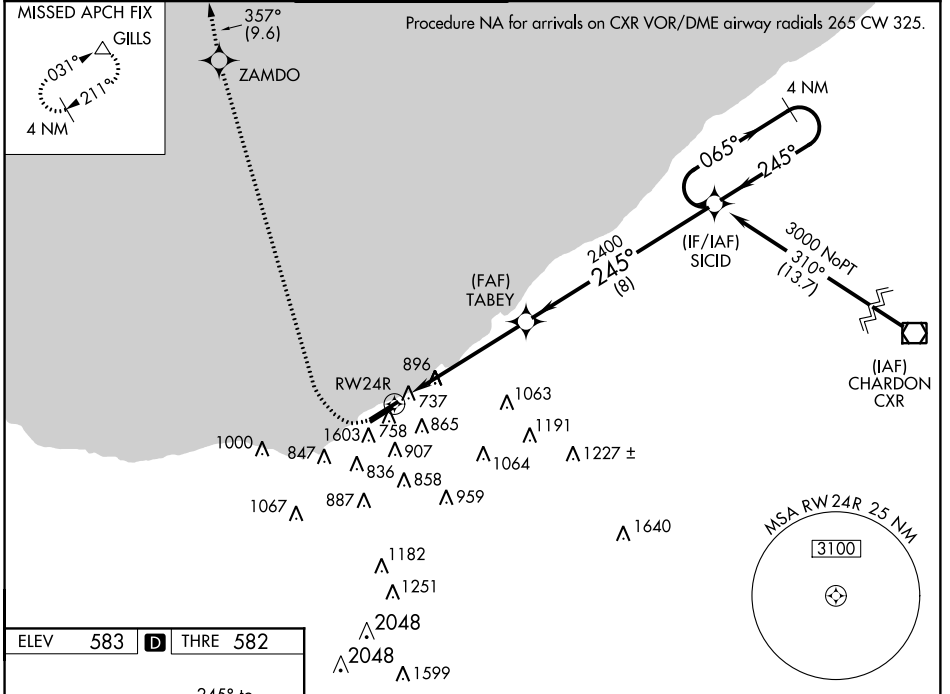 MISSED APCH FIX
GILLS
031°
211°
4 NM
357°
(9.6)
ZAMDO
Procedure NA for arrivals on CXR VOR/DME airway radials 265 CW 325.
4 NM
065°
245°
(IF/IAF)
SICID
3000 NoPT
310°
(13.7)
2400
245°
(8)
(FAF)
TABEY
(IAF)
CHARDON
CXR
RW24R
896
737
1063
758
865
1603
1191
1000
847
907
1064
1227 ±
836
858
887
959
1067
1640
1182
1251
2048
2048
1599
MSA RW24R 25 NM
3100
ELEV 583 D THRE 582